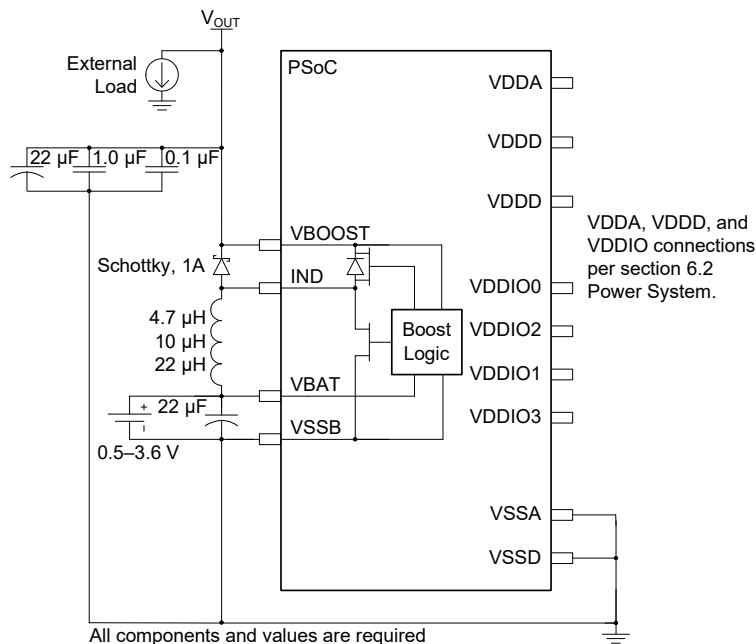 VOUT
External
Load
PSoC
VDDA
VDDD
VDDD
22 µF 1.0 µF 0.1 µF
VDDA, VDDD, and
VDDIO connections
per section 6.2
Power System.
VBOOST
Schottky, 1A
IND
VDDIO0
4.7 µH
10 µH
22 µH
Boost
Logic
VDDIO2
VDDIO1
VBAT
VDDIO3
+
22 µF
-
VSSB
0.5–3.6 V
VSSA
VSSD
All components and values are required